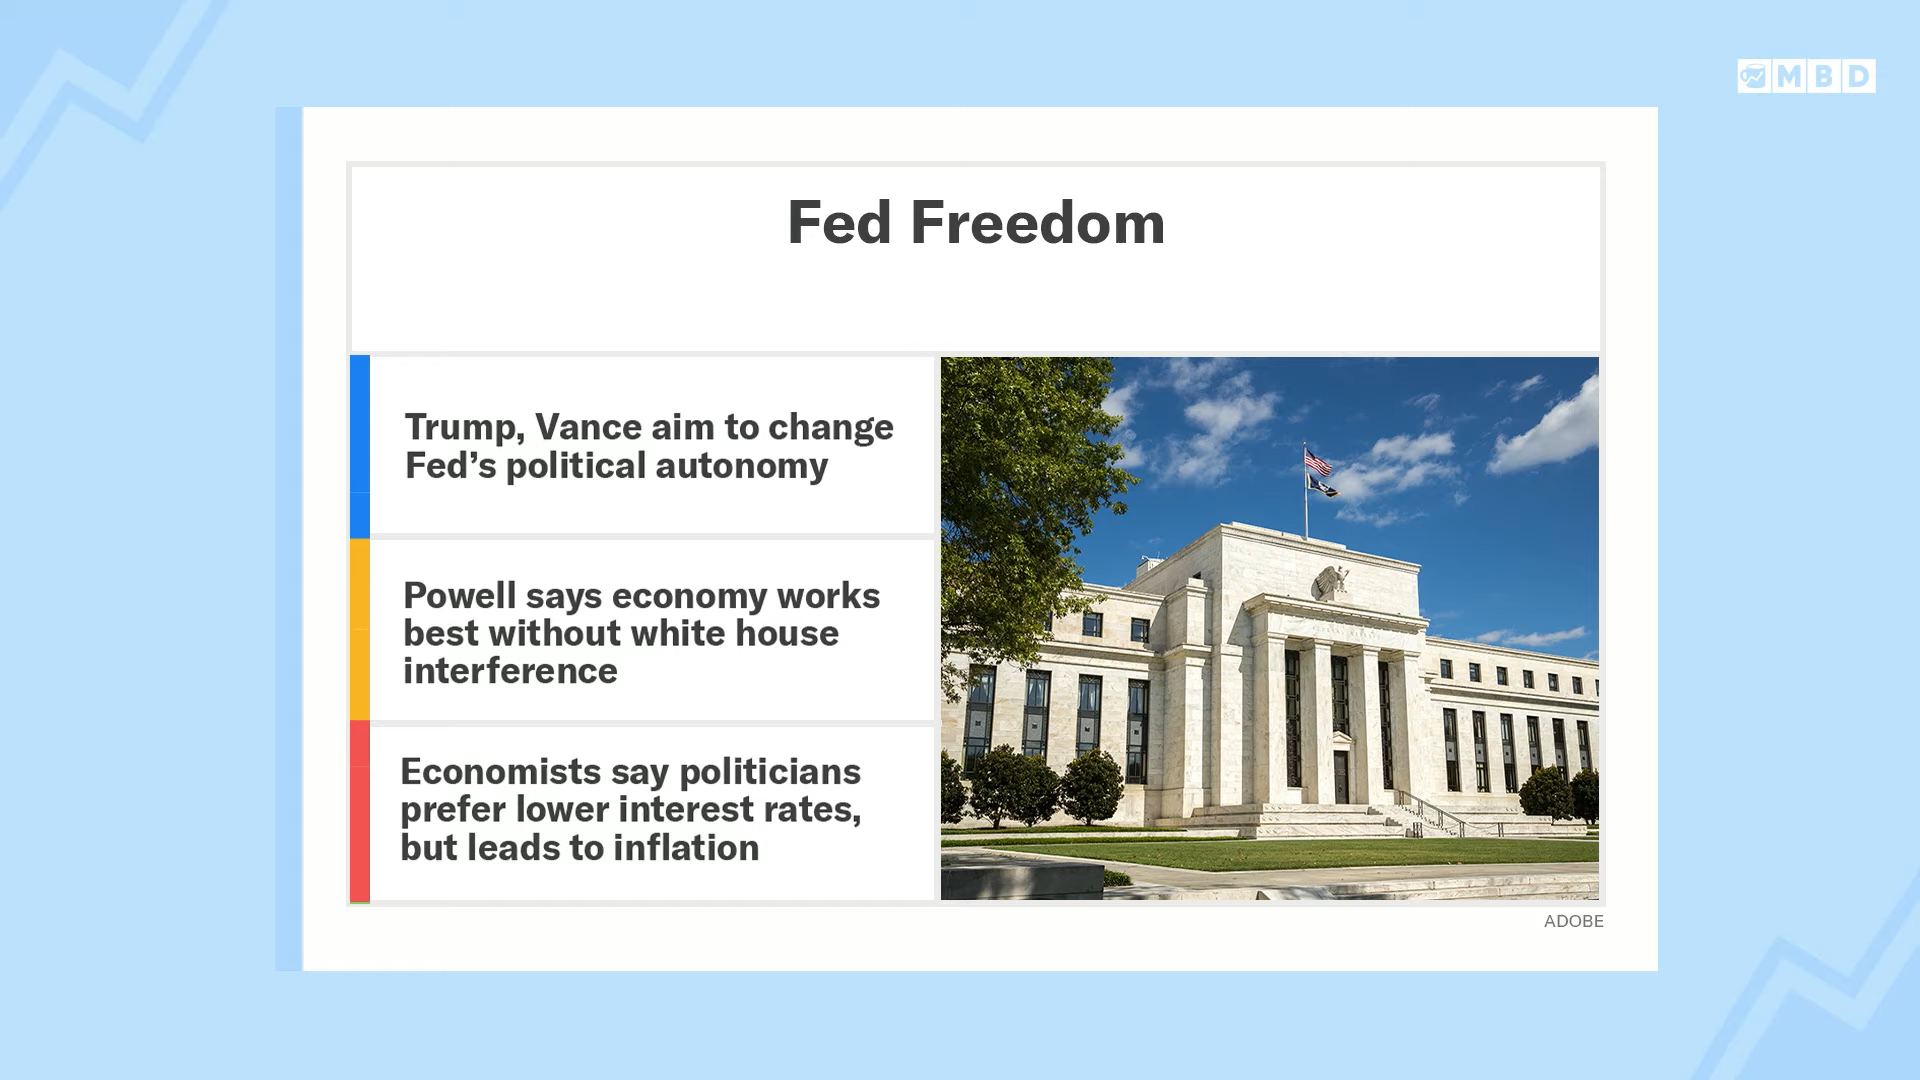 MBD
Fed Freedom
Trump, Vance aim to change
Fed’s political autonomy
Powell says economy works
best without white house
interference
Economists say politicians
prefer lower interest rates,
but leads to inflation
ADOBE